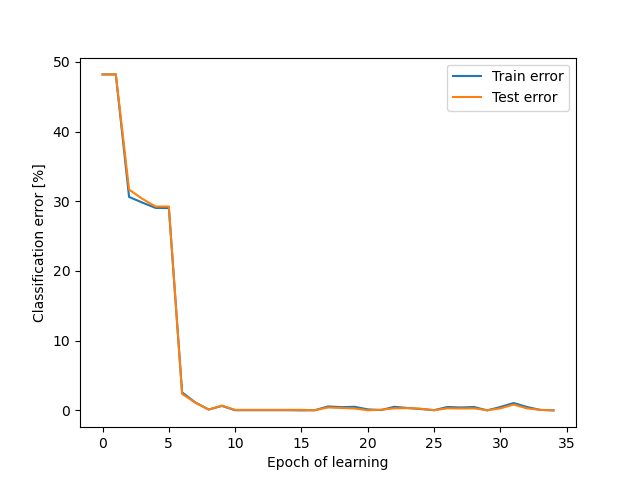 Train error
Test error
Classification error [%]
50
40
30
20
10
0
0 5 10 15 20 25 30 35
Epoch of learning